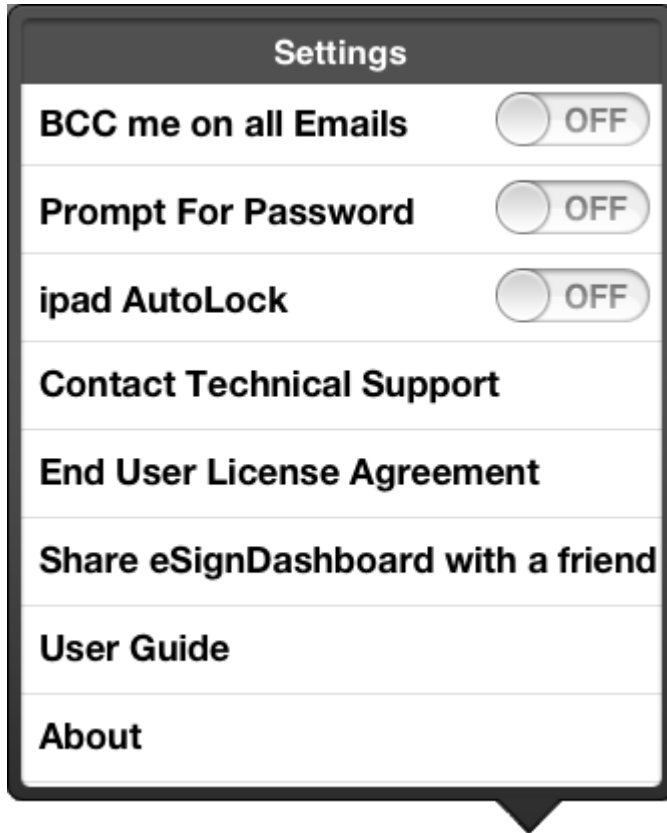 Settings
BCC me on all Emails OFF
Prompt For Password OFF
ipad AutoLock OFF
Contact Technical Support
End User License Agreement
Share eSignDashboard with a friend
User Guide
About